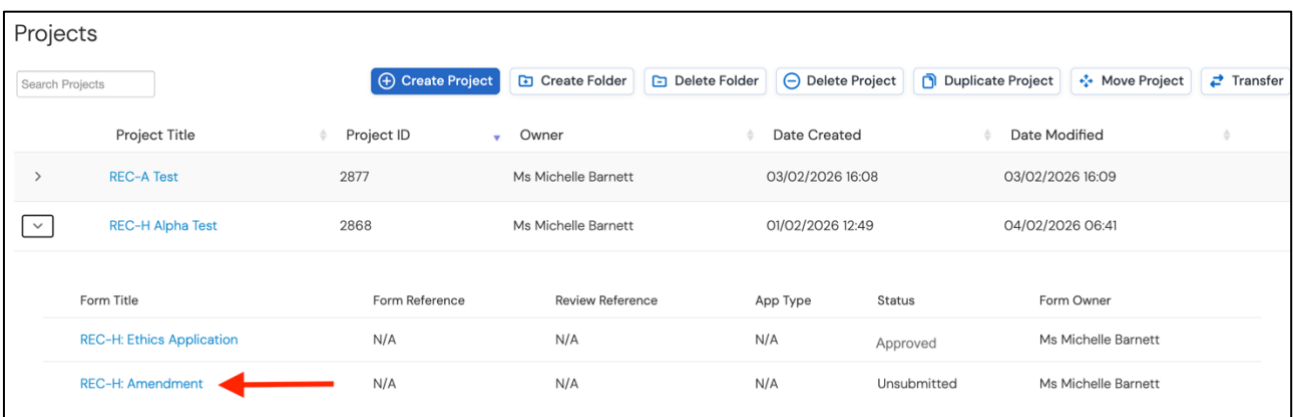 Projects
Search Projects Create Project Create Folder Delete Folder Delete Project Duplicate Project Move Project Transfer
Project Title Project ID Owner Date Created Date Modified
REC-A Test 2877 Ms Michelle Barnett 03/02/2026 16:08 03/02/2026 16:09
REC-H Alpha Test 2868 Ms Michelle Barnett 01/02/2026 12:49 04/02/2026 06:41
Form Title Form Reference Review Reference App Type Status Form Owner
REC-H: Ethics Application N/A N/A N/A Approved Ms Michelle Barnett
REC-H: Amendment N/A N/A N/A Unsubmitted Ms Michelle Barnett